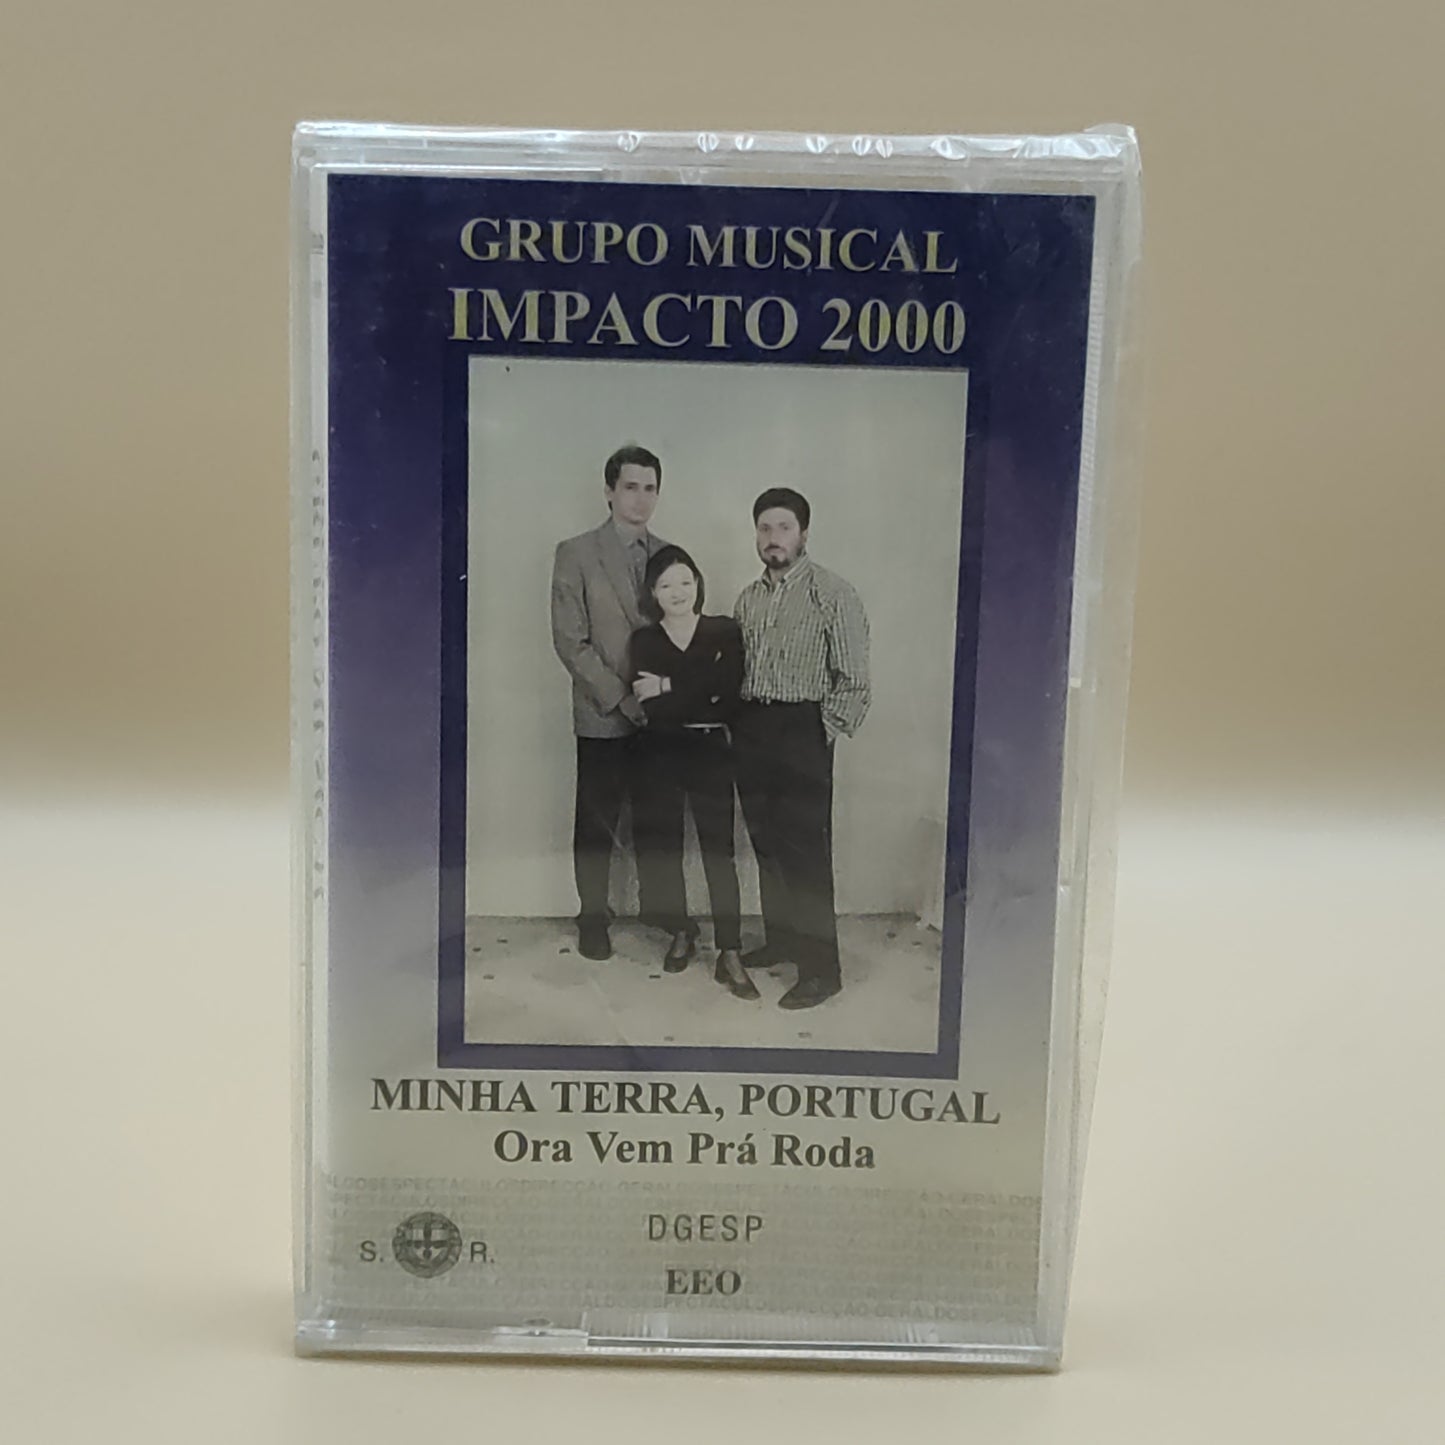 GRUPO MUSICAL
IMPACTO 2000
MINHA TERRA, PORTUGAL
Ora Vem Prá Roda
DGESP
S. R.
EEO